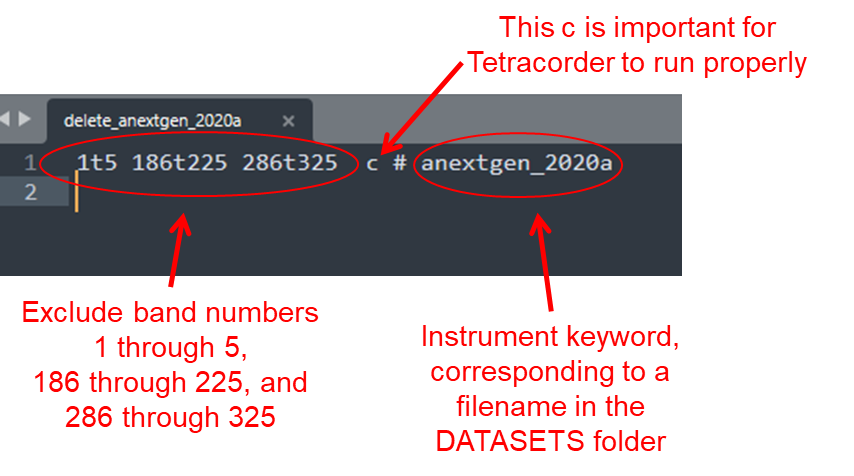 This c is important for
Tetracorder to run properly
delete_anextgen_2020a ×
1 1t5 186t225 286t325 c # anextgen_2020a
2
Exclude band numbers
1 through 5,
186 through 225, and
286 through 325
Instrument keyword,
corresponding to a
filename in the
DATASETS folder